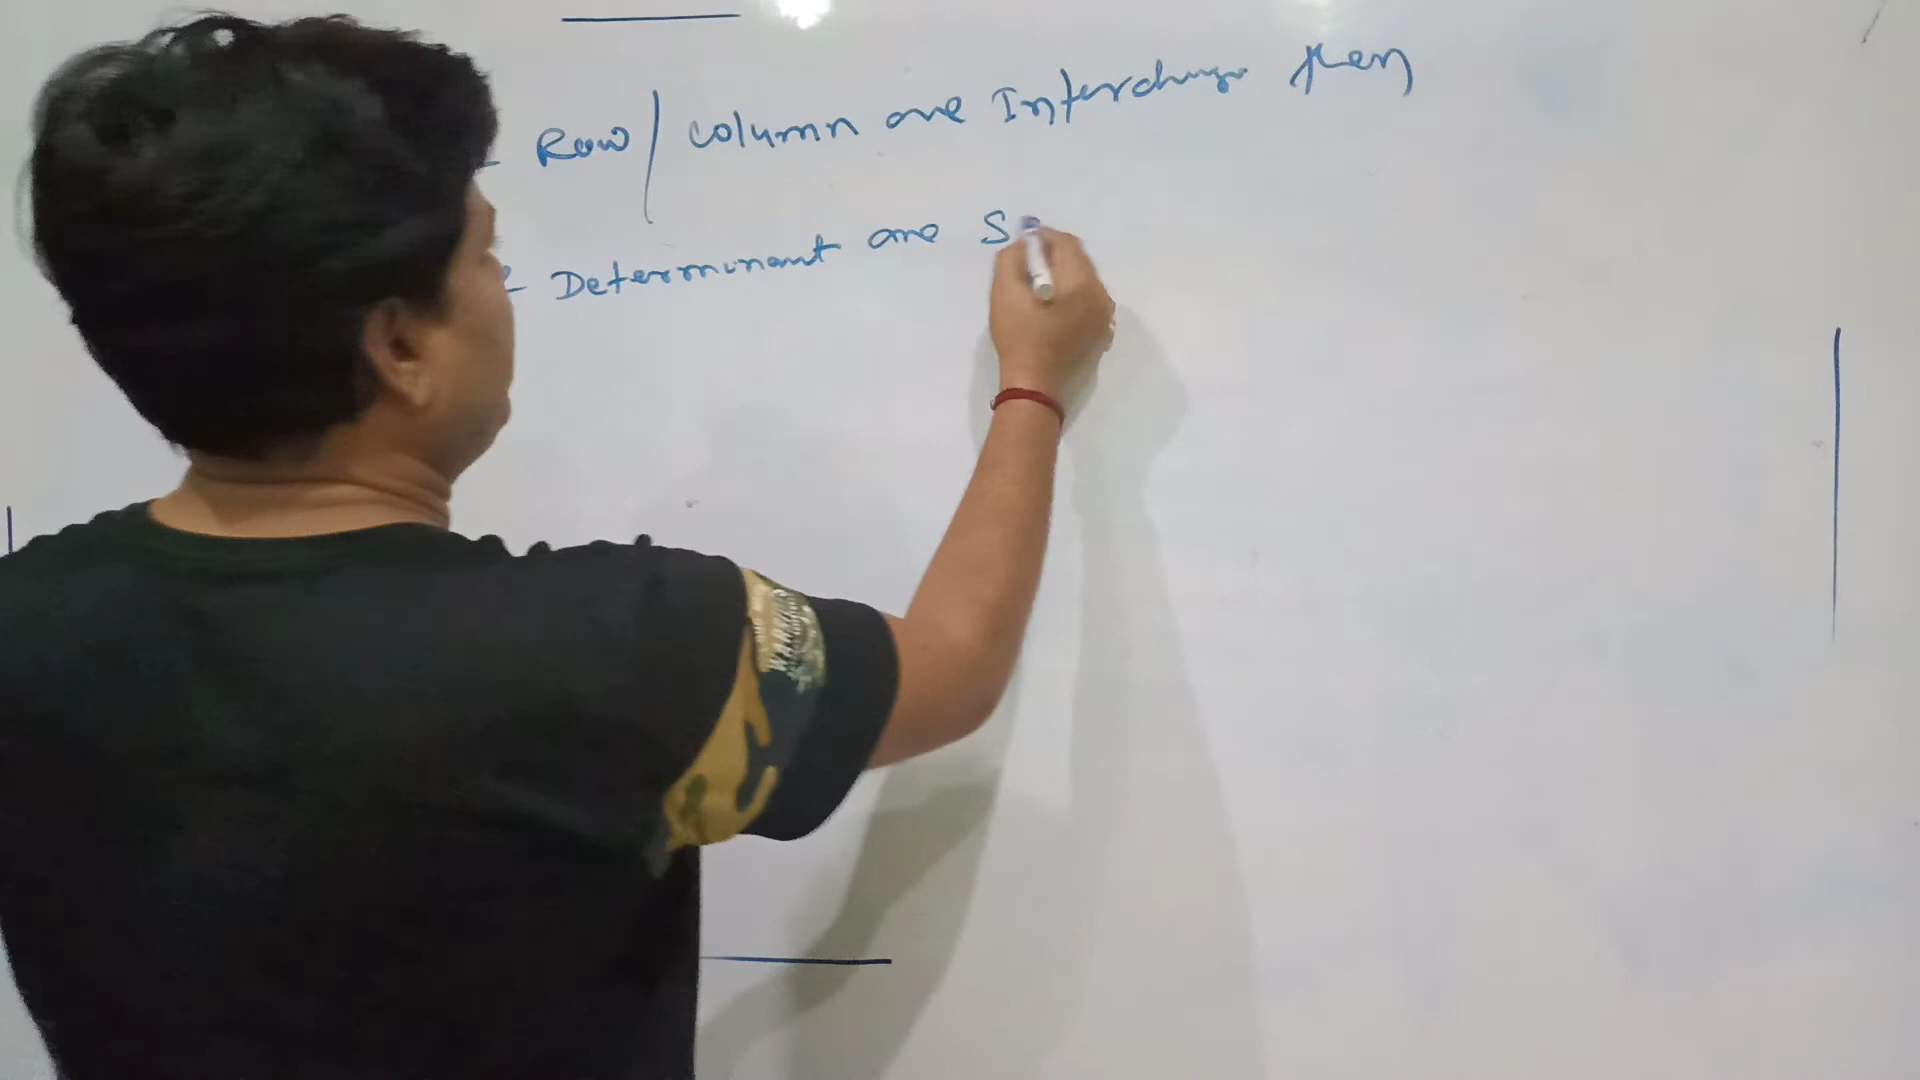 Row / column are Interchange then
Determinant are S